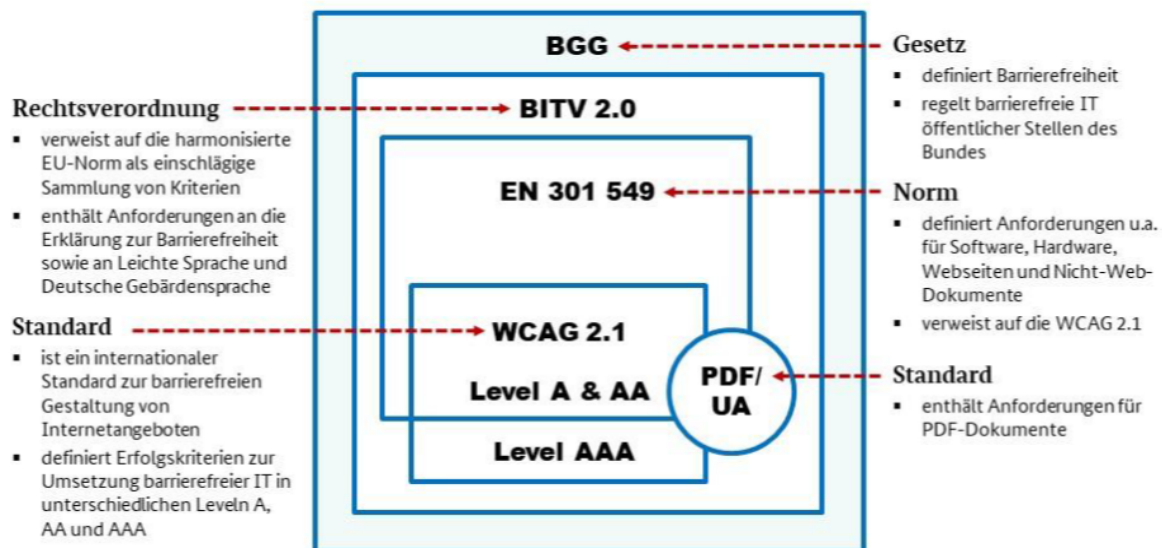 BGG
BITV 2.0
EN 301 549
WCAG 2.1
Level A & AA
Level AAA
PDF/
UA
Rechtsverordnung
▪ verweist auf die harmonisierte
EU-Norm als einschlägige
Sammlung von Kriterien
▪ enthält Anforderungen an die
Erklärung zur Barrierefreiheit
sowie an Leichte Sprache und
Deutsche Gebärdensprache
Standard
▪ ist ein internationaler
Standard zur barrierefreien
Gestaltung von
Internetangeboten
▪ definiert Erfolgskriterien zur
Umsetzung barrierefreier IT in
unterschiedlichen Leveln A,
AA und AAA
Gesetz
▪ definiert Barrierefreiheit
▪ regelt barrierefreie IT
öffentlicher Stellen des
Bundes
Norm
▪ definiert Anforderungen u.a.
für Software, Hardware,
Webseiten und Nicht-Web-
Dokumente
▪ verweist auf die WCAG 2.1
Standard
▪ enthält Anforderungen für
PDF-Dokumente